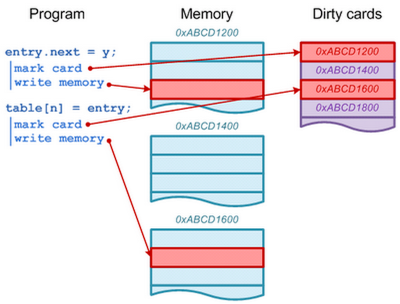 Program
Memory
Dirty cards
entry.next = y;
mark card
write memory
table[n] = entry;
mark card
write memory
0xABCD1200
0xABCD1400
0xABCD1600
0xABCD1200
0xABCD1400
0xABCD1600
0xABCD1800